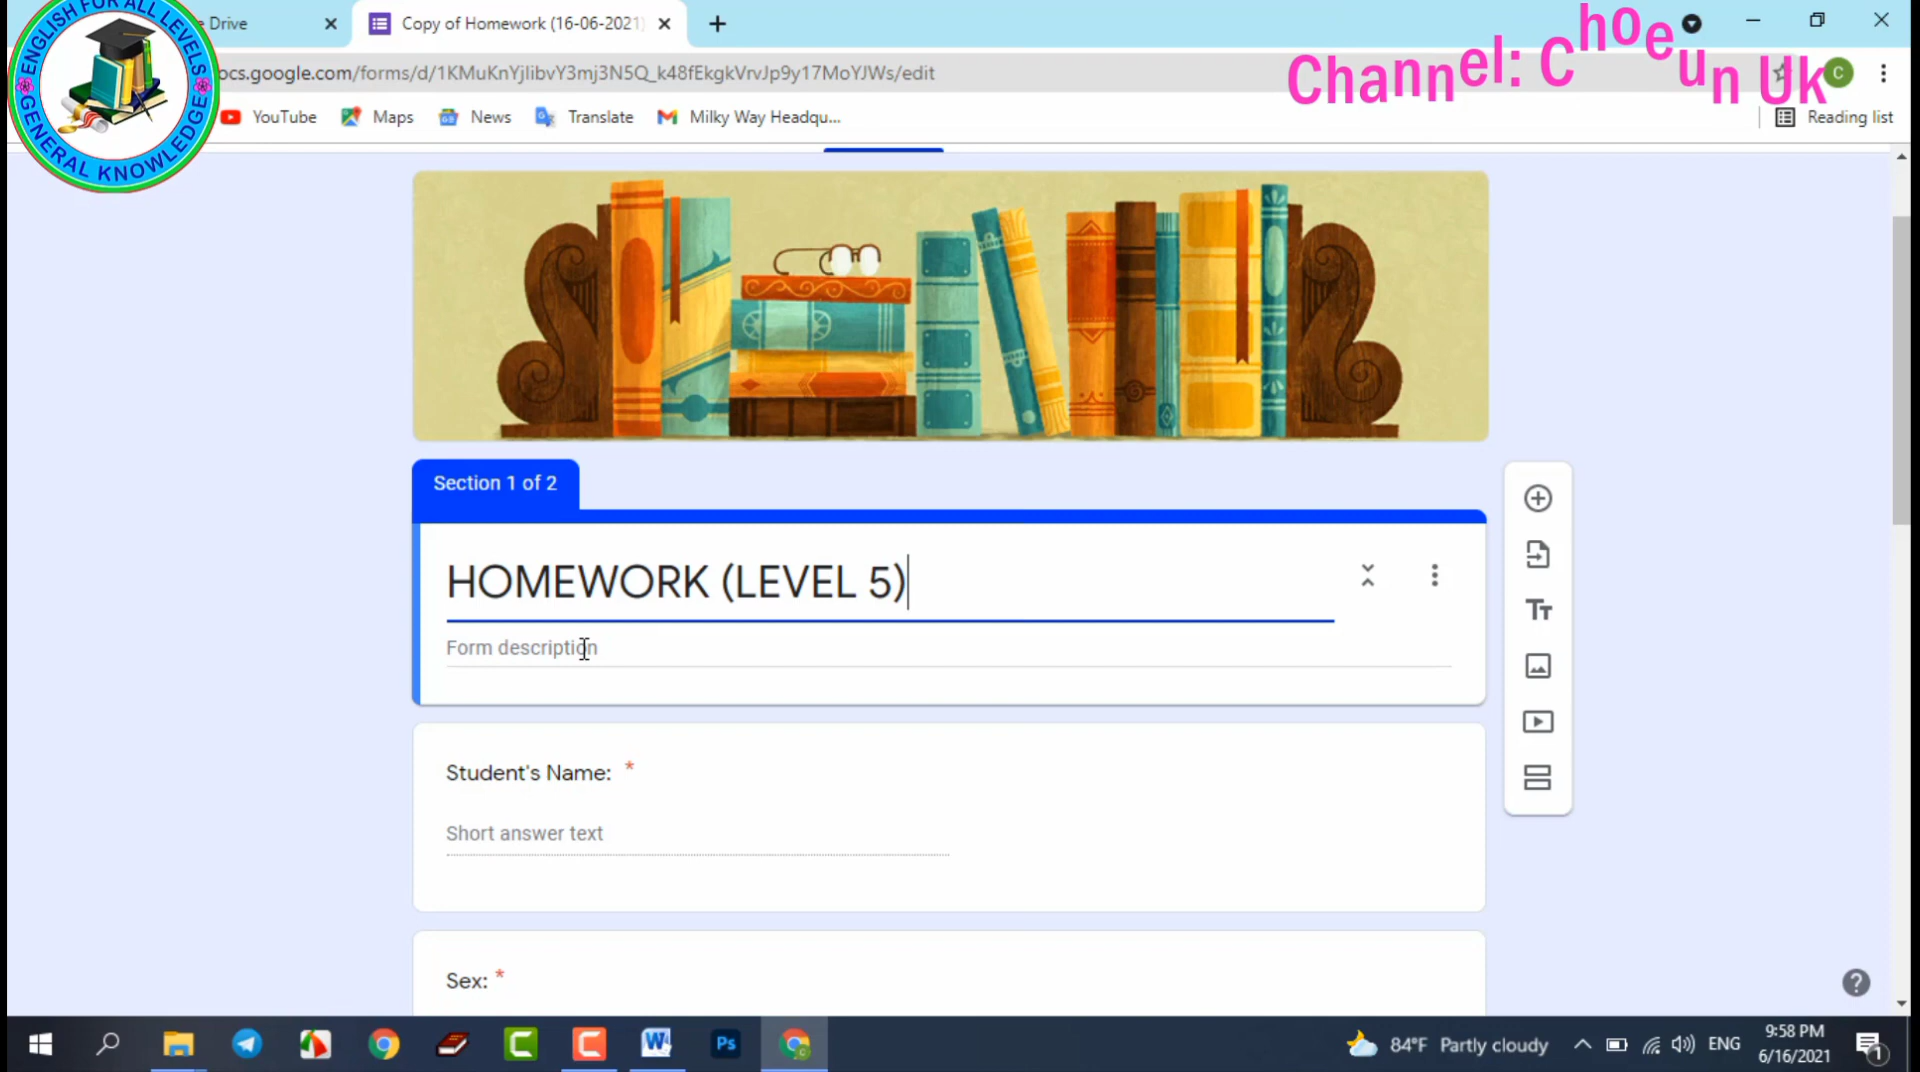 ENGLISH FOR ALL LEVELS
GENERAL KNOWLEDGE
Drive
Copy of Homework (16-06-2021)
Channel: Choeun Uk
ocs.google.com/forms/d/1KMuKnYjlibvY3mj3N5Q_k48fEkgkVrvJp9y17MoYJWs/edit
C
YouTube
Maps
News
Translate
Milky Way Headqu...
Reading list
Section 1 of 2
HOMEWORK (LEVEL 5)
Form description
Student's Name: *
Short answer text
Sex: *
84°F Partly cloudy
ENG
9:58 PM
6/16/2021
1